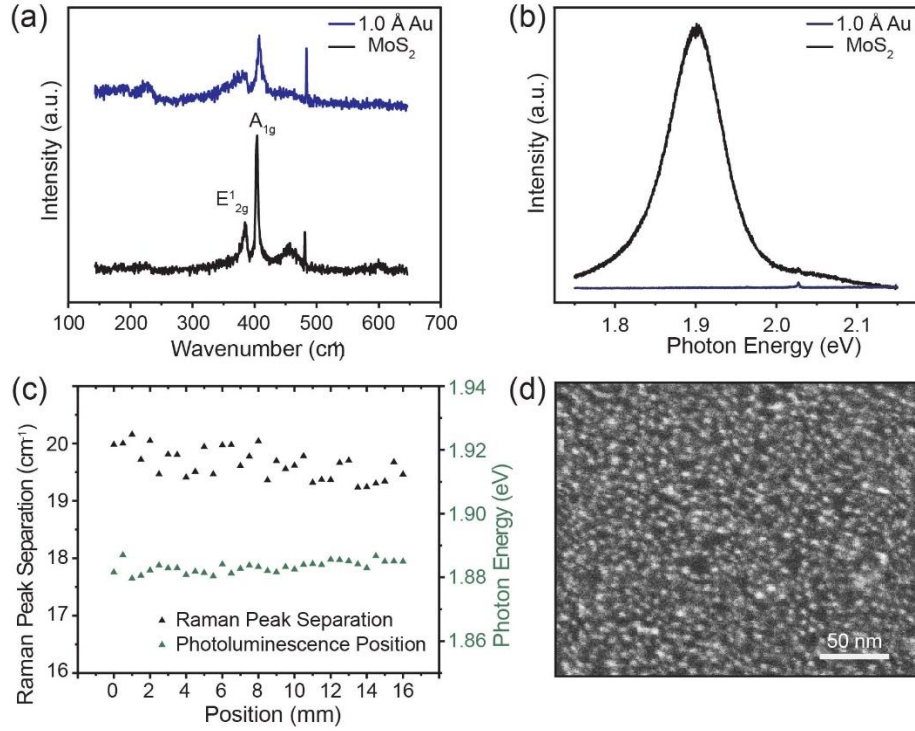 (a)
1.0 Å Au
MoS₂
A₁g
E¹₂g
Intensity (a.u.)
100 200 300 400 500 600 700
Wavenumber (cm⁻¹)
(b)
1.0 Å Au
MoS₂
Intensity (a.u.)
1.8 1.9 2.0 2.1
Photon Energy (eV)
(c)
20
19
18
17
16
Raman Peak Separation (cm⁻¹)
1.94
1.92
1.90
1.88
1.86
Photon Energy (eV)
Raman Peak Separation
Photoluminescence Position
0 2 4 6 8 10 12 14 16
Position (mm)
(d)
50 nm